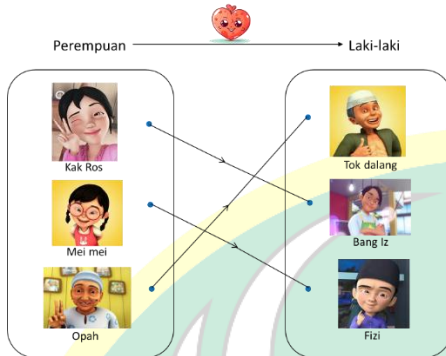 Perempuan
Laki-laki
Kak Ros
Mei mei
Opah
Tok dalang
Bang Iz
Fizi